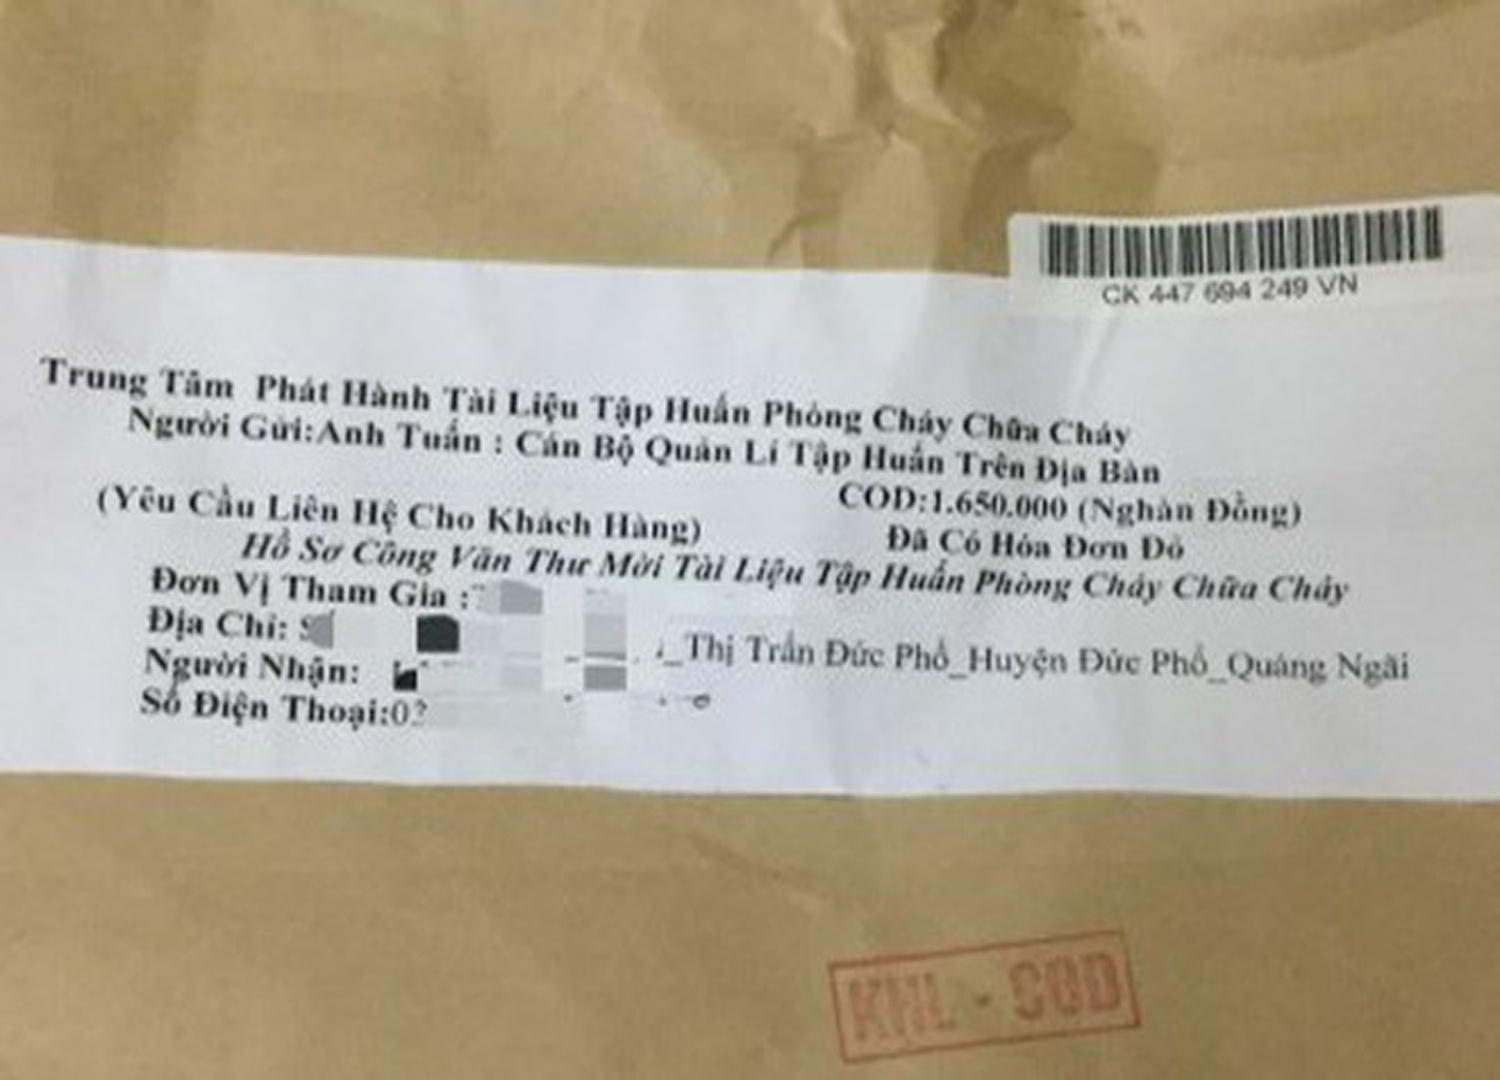 CK 447 694 249 VN
Trung Tâm Phát Hành Tài Liệu Tập Huấn Phòng Cháy Chữa Cháy
Người Gửi:Anh Tuấn : Cán Bộ Quản Lí Tập Huấn Trên Địa Bàn
COD:1.650.000 (Nghàn Đồng)
(Yêu Cầu Liên Hệ Cho Khách Hàng)
Đã Có Hóa Đơn Đỏ
Hồ Sơ Công Văn Thư Mời Tài Liệu Tập Huấn Phòng Cháy Chữa Cháy
Đơn Vị Tham Gia :
Địa Chỉ: _Thị Trấn Đức Phổ_Huyện Đức Phổ_Quảng Ngãi
Người Nhận:
Số Điện Thoại:0
KHL - COD